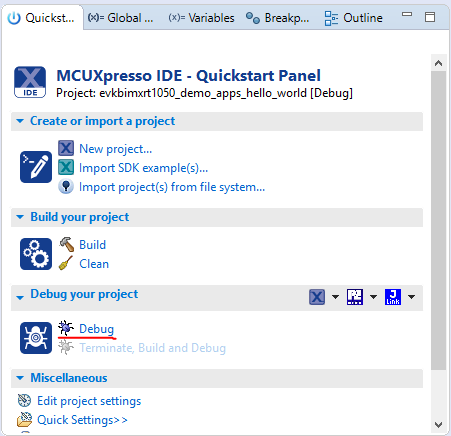 Quickst... (x)= Global ... (x)= Variables Breakp... Outline
X
IDE
MCUXpresso IDE - Quickstart Panel
Project: evkbimxrt1050_demo_apps_hello_world [Debug]
Create or import a project
New project...
Import SDK example(s)...
Import project(s) from file system...
Build your project
Build
Clean
Debug your project
X
J
link
Debug
Terminate, Build and Debug
Miscellaneous
Edit project settings
Quick Settings>>